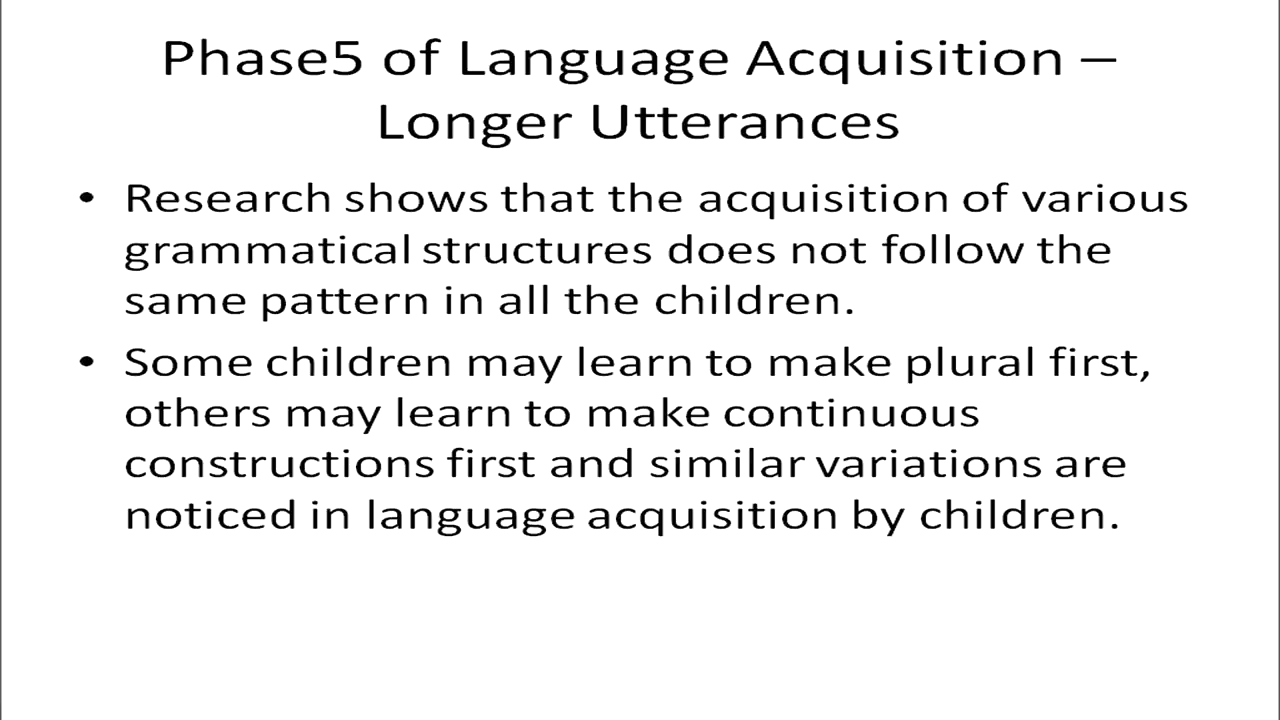 Phase5 of Language Acquisition –
Longer Utterances
• Research shows that the acquisition of various
grammatical structures does not follow the
same pattern in all the children.
• Some children may learn to make plural first,
others may learn to make continuous
constructions first and similar variations are
noticed in language acquisition by children.